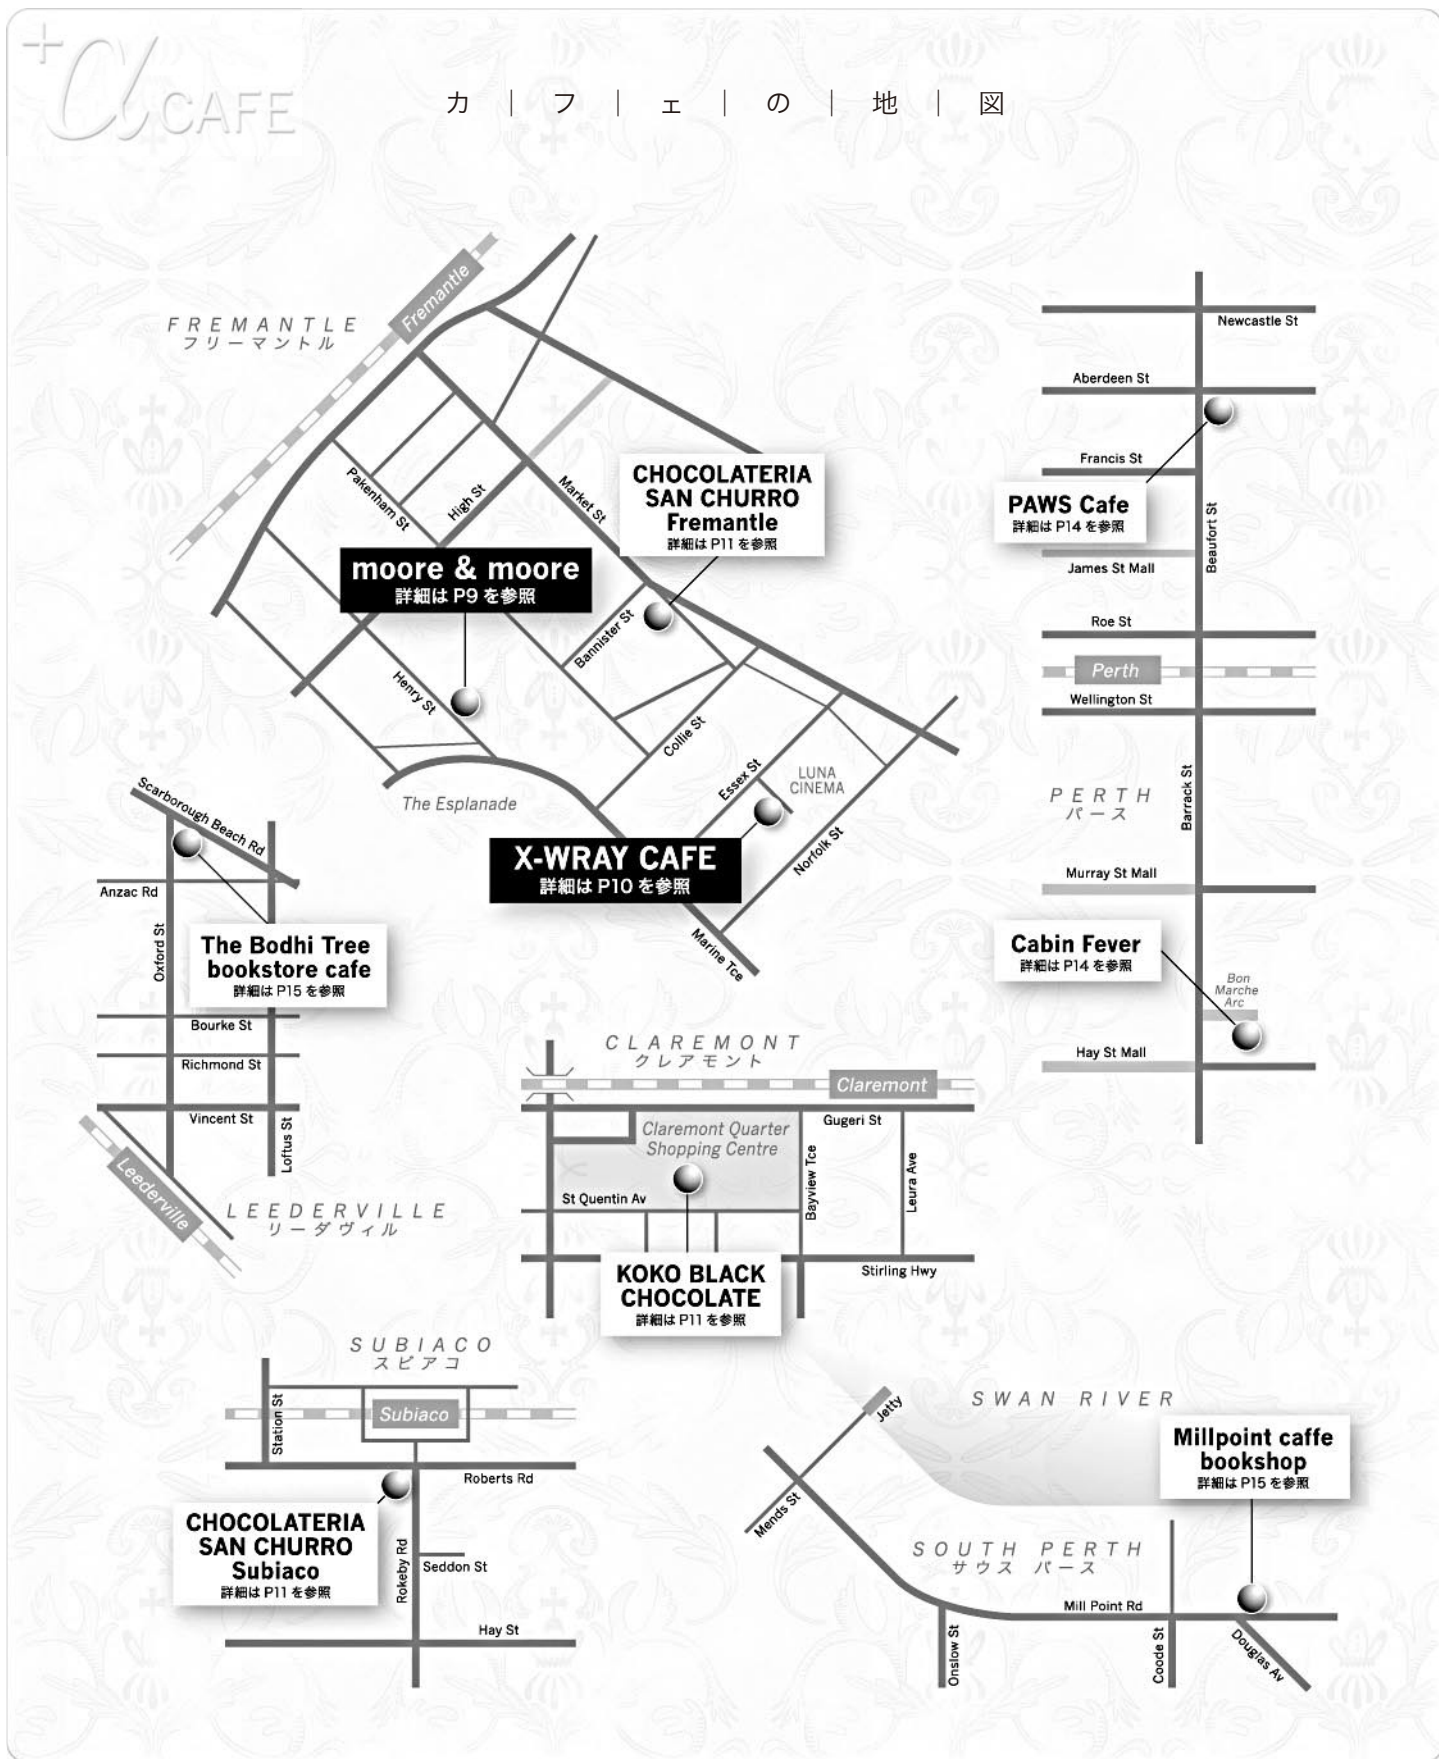 +α CAFE
カ｜フ｜ェ｜の｜地｜図
FREMANTLE
フリーマントル
Fremantle
Pakenham St
High St
Market St
CHOCOLATERIA
SAN CHURRO
Fremantle
詳細は P11 を参照
moore & moore
詳細は P9 を参照
Bannister St
Henry St
Collie St
Essex St
LUNA
CINEMA
Norfolk St
The Esplanade
X-WRAY CAFE
詳細は P10 を参照
Marine Tce
Newcastle St
Aberdeen St
Francis St
PAWS Cafe
詳細は P14 を参照
Beaufort St
James St Mall
Roe St
Perth
Wellington St
PERTH
パース
Barrack St
Murray St Mall
Cabin Fever
詳細は P14 を参照
Bon
Marche
Arc
Hay St Mall
Scarborough Beach Rd
Anzac Rd
Oxford St
The Bodhi Tree
bookstore cafe
詳細は P15 を参照
Bourke St
Richmond St
Vincent St
Loftus St
Leederville
LEEDERVILLE
リーダヴィル
CLAREMONT
クレアモント
Claremont
Gugeri St
Claremont Quarter
Shopping Centre
Bayview Tce
Leura Ave
St Quentin Av
Stirling Hwy
KOKO BLACK
CHOCOLATE
詳細は P11 を参照
SUBIACO
スビアコ
Station St
Subiaco
Roberts Rd
CHOCOLATERIA
SAN CHURRO
Subiaco
詳細は P11 を参照
Rokeby Rd
Seddon St
Hay St
SWAN RIVER
Jetty
Mends St
Millpoint caffe
bookshop
詳細は P15 を参照
SOUTH PERTH
サウス パース
Mill Point Rd
Onslow St
Coode St
Douglas Av